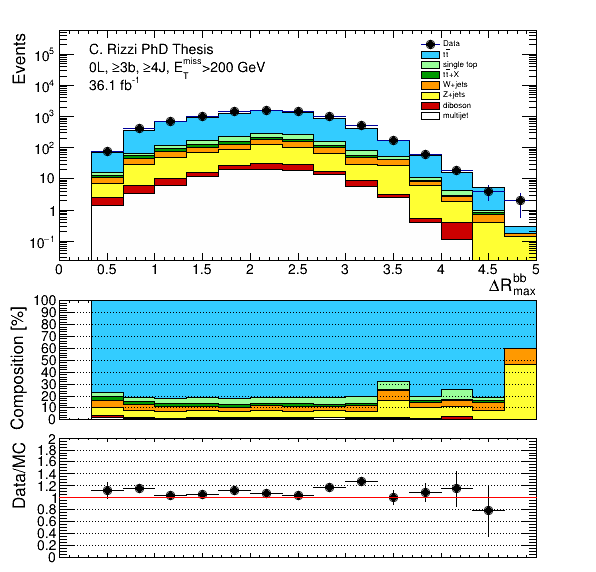 Events
10⁵
10⁴
10³
10²
10
1
10⁻¹
C. Rizzi PhD Thesis
0L, ≥3b, ≥4J, E_T^miss>200 GeV
36.1 fb⁻¹
Data
tt̄
single top
tt̄+X
W+jets
Z+jets
diboson
multijet
0 0.5 1 1.5 2 2.5 3 3.5 4 4.5 5
ΔR_max^bb
Composition [%]
100
90
80
70
60
50
40
30
20
10
0
Data/MC
2
1.8
1.6
1.4
1.2
1
0.8
0.6
0.4
0.2
0